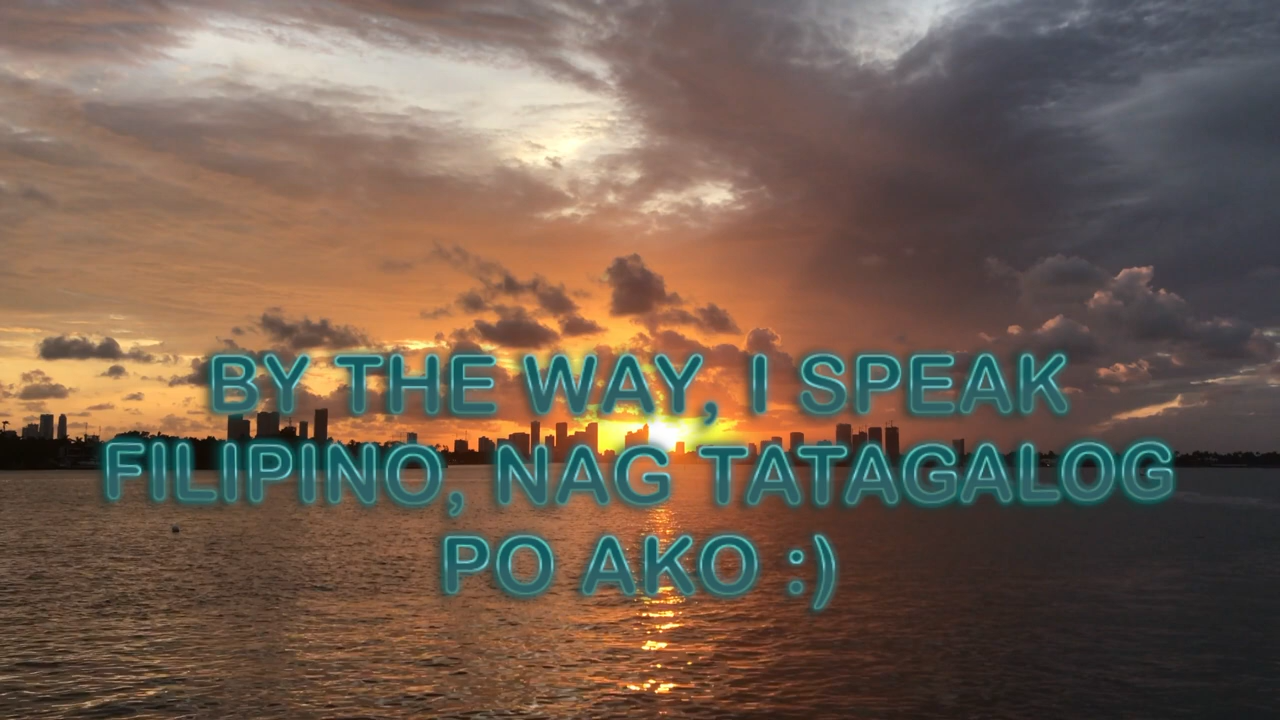 BY THE WAY, I SPEAK
FILIPINO, NAG TATAGALOG
PO AKO :)